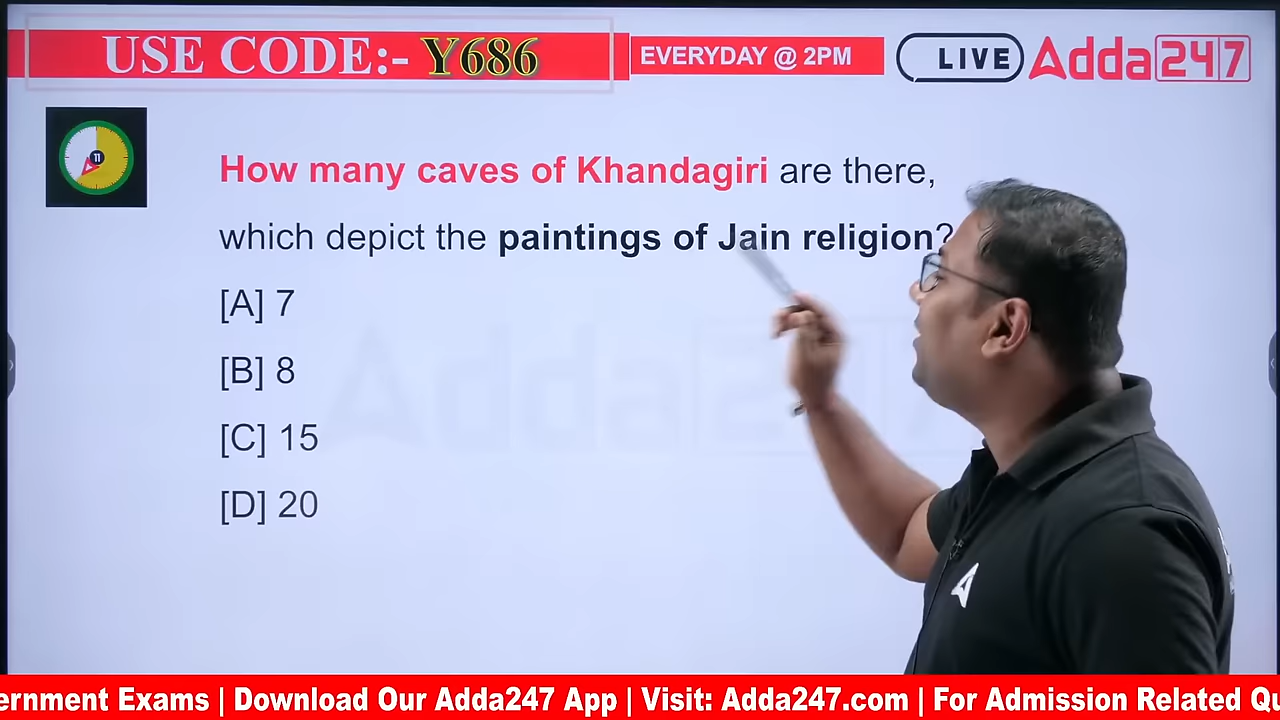 USE CODE:- Y686
EVERYDAY @ 2PM
LIVE
Adda247
11
How many caves of Khandagiri are there,
which depict the paintings of Jain religion?
[A] 7
[B] 8
[C] 15
[D] 20
ernment Exams | Download Our Adda247 App | Visit: Adda247.com | For Admission Related Qu